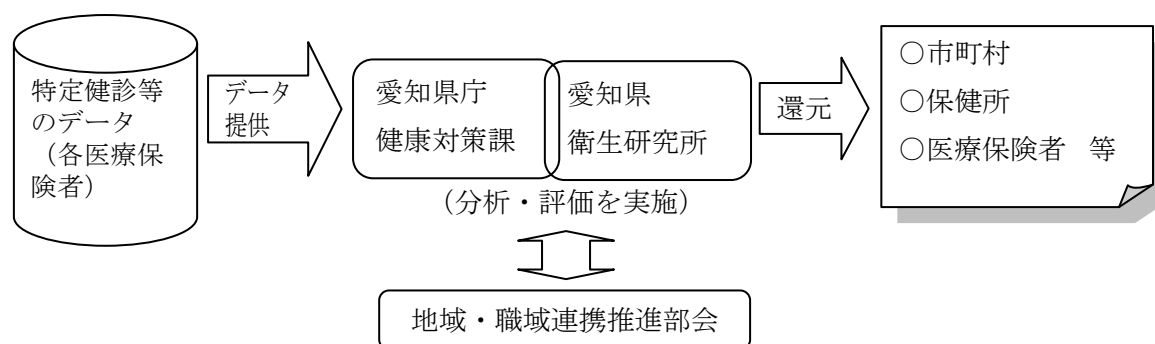 特定健診等
のデータ
（各医療保
険者）
データ
提供
愛知県庁
健康対策課
愛知県
衛生研究所
（分析・評価を実施）
還元
○市町村
○保健所
○医療保険者　等
地域・職域連携推進部会